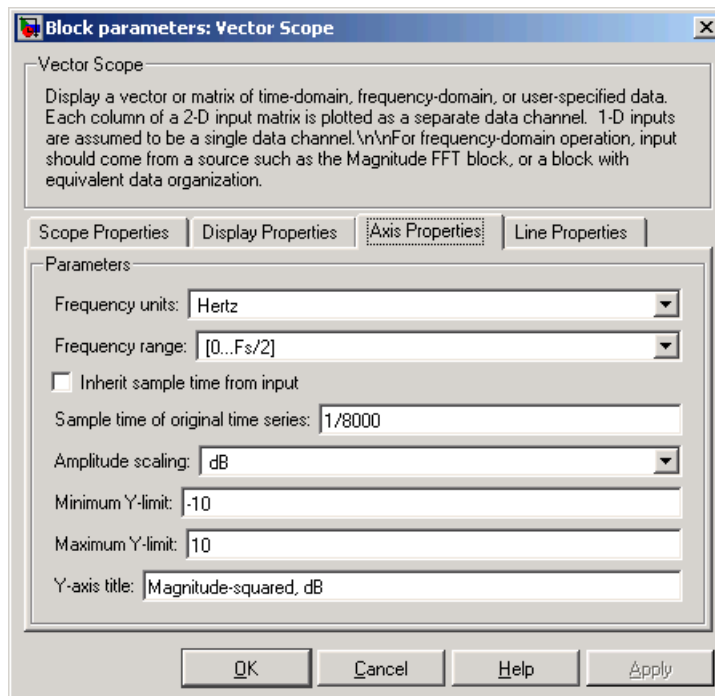 Block parameters: Vector Scope
Vector Scope
Display a vector or matrix of time-domain, frequency-domain, or user-specified data.
Each column of a 2-D input matrix is plotted as a separate data channel.  1-D inputs
are assumed to be a single data channel.\n\nFor frequency-domain operation, input
should come from a source such as the Magnitude FFT block, or a block with
equivalent data organization.
Scope Properties Display Properties Axis Properties Line Properties
Parameters
Frequency units: Hertz
Frequency range: [0...Fs/2]
Inherit sample time from input
Sample time of original time series: 1/8000
Amplitude scaling: dB
Minimum Y-limit: -10
Maximum Y-limit: 10
Y-axis title: Magnitude-squared, dB
OK Cancel Help Apply